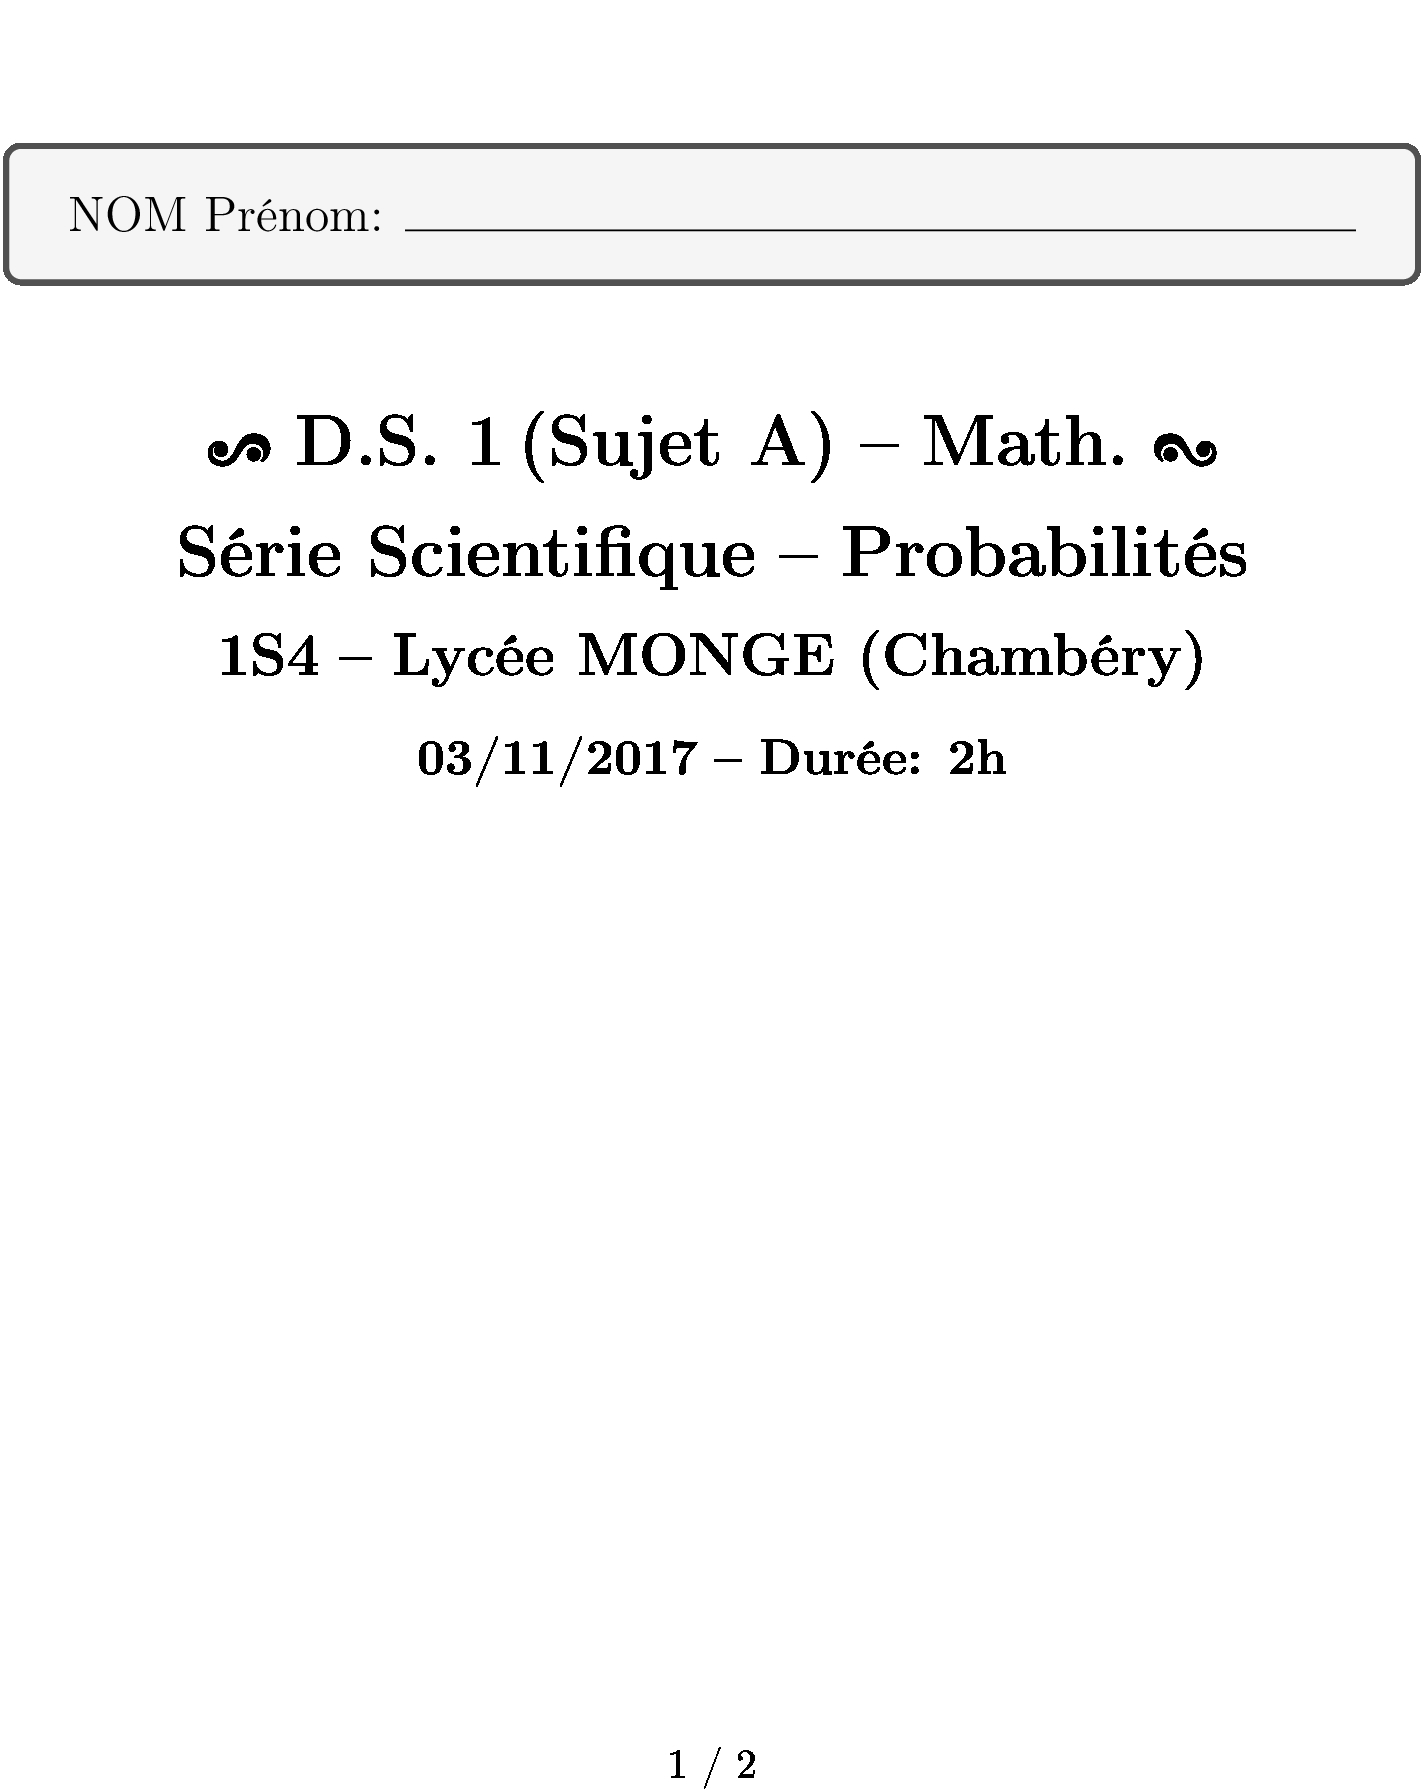 NOM Prénom:
D.S. 1 (Sujet A) – Math.
Série Scientifique – Probabilités
1S4 – Lycée MONGE (Chambéry)
03/11/2017 – Durée: 2h
1 / 2